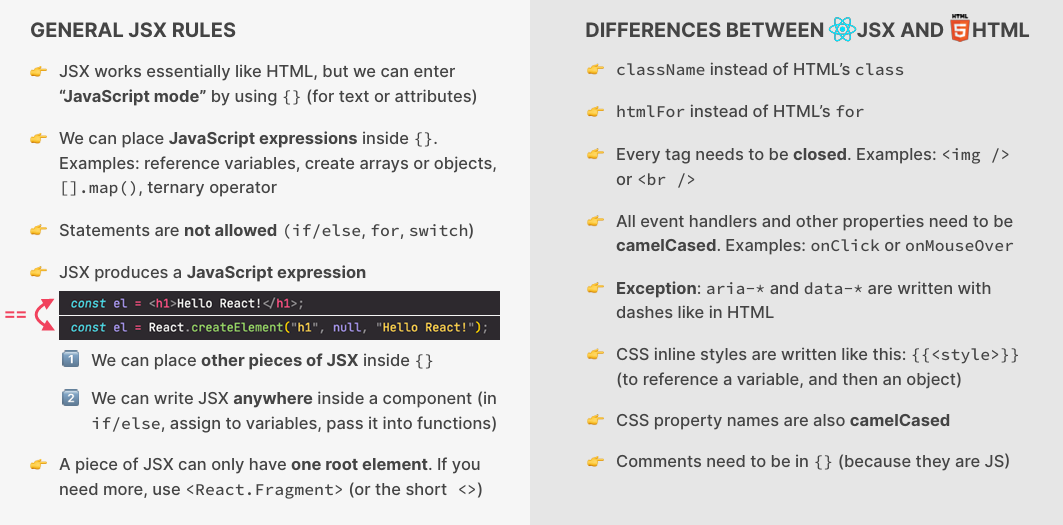 GENERAL JSX RULES
JSX works essentially like HTML, but we can enter
“JavaScript mode” by using {} (for text or attributes)
We can place JavaScript expressions inside {}.
Examples: reference variables, create arrays or objects,
[].map(), ternary operator
Statements are not allowed (if/else, for, switch)
JSX produces a JavaScript expression
const el = <h1>Hello React!</h1>;
==
const el = React.createElement("h1", null, "Hello React!");
1 We can place other pieces of JSX inside {}
2 We can write JSX anywhere inside a component (in
if/else, assign to variables, pass it into functions)
A piece of JSX can only have one root element. If you
need more, use <React.Fragment> (or the short <>)
DIFFERENCES BETWEEN JSX AND HTML 5 HTML
className instead of HTML’s class
htmlFor instead of HTML’s for
Every tag needs to be closed. Examples: <img />
or <br />
All event handlers and other properties need to be
camelCased. Examples: onClick or onMouseOver
Exception: aria-* and data-* are written with
dashes like in HTML
CSS inline styles are written like this: {{<style>}}
(to reference a variable, and then an object)
CSS property names are also camelCased
Comments need to be in {} (because they are JS)